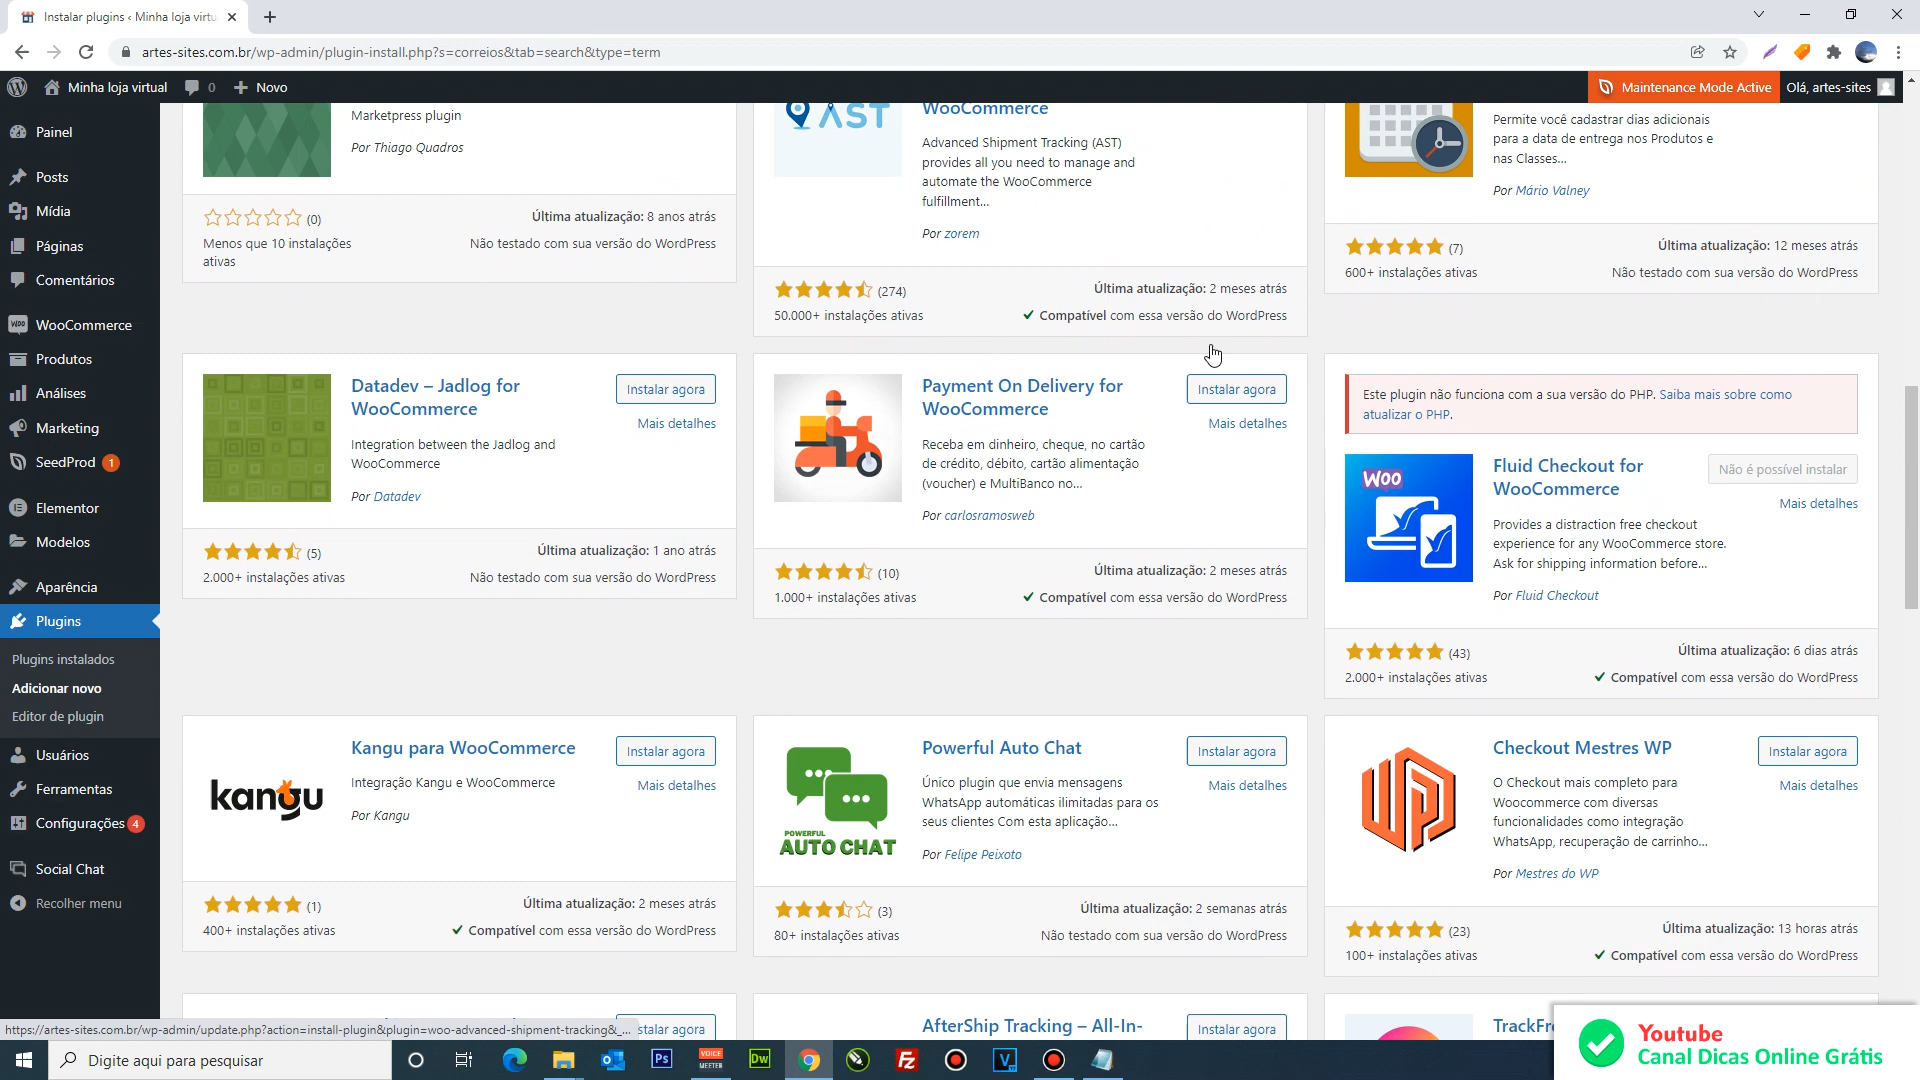 Instalar plugins ‹ Minha loja virtu
artes-sites.com.br/wp-admin/plugin-install.php?s=correios&tab=search&type=term
Minha loja virtual
0
Novo
Maintenance Mode Active
Olá, artes-sites
Painel
Posts
Mídia
Páginas
Comentários
WooCommerce
Produtos
Análises
Marketing
SeedProd 1
Elementor
Modelos
Aparência
Plugins
Plugins instalados
Adicionar novo
Editor de plugin
Usuários
Ferramentas
Configurações 4
Social Chat
Recolher menu
Marketpress plugin
Por Thiago Quadros
(0)
Menos que 10 instalações
ativas
Última atualização: 8 anos atrás
Não testado com sua versão do WordPress
AST
WooCommerce
Advanced Shipment Tracking (AST)
provides all you need to manage and
automate the WooCommerce
fulfillment...
Por zorem
(274)
50.000+ instalações ativas
Última atualização: 2 meses atrás
Compatível com essa versão do WordPress
Permite você cadastrar dias adicionais
para a data de entrega nos Produtos e
nas Classes...
Por Mário Valney
(7)
600+ instalações ativas
Última atualização: 12 meses atrás
Não testado com sua versão do WordPress
Datadev – Jadlog for
WooCommerce
Instalar agora
Mais detalhes
Integration between the Jadlog and
WooCommerce
Por Datadev
(5)
2.000+ instalações ativas
Última atualização: 1 ano atrás
Não testado com sua versão do WordPress
Payment On Delivery for
WooCommerce
Instalar agora
Mais detalhes
Receba em dinheiro, cheque, no cartão
de crédito, débito, cartão alimentação
(voucher) e MultiBanco no...
Por carlosramosweb
(10)
1.000+ instalações ativas
Última atualização: 2 meses atrás
Compatível com essa versão do WordPress
Este plugin não funciona com a sua versão do PHP. Saiba mais sobre como
atualizar o PHP.
WOO
Fluid Checkout for
WooCommerce
Não é possível instalar
Mais detalhes
Provides a distraction free checkout
experience for any WooCommerce store.
Ask for shipping information before...
Por Fluid Checkout
(43)
2.000+ instalações ativas
Última atualização: 6 dias atrás
Compatível com essa versão do WordPress
kangu
Kangu para WooCommerce
Instalar agora
Mais detalhes
Integração Kangu e WooCommerce
Por Kangu
(1)
400+ instalações ativas
Última atualização: 2 meses atrás
Compatível com essa versão do WordPress
POWERFUL
AUTO CHAT
Powerful Auto Chat
Instalar agora
Mais detalhes
Único plugin que envia mensagens
WhatsApp automáticas ilimitadas para os
seus clientes Com esta aplicação...
Por Felipe Peixoto
(3)
80+ instalações ativas
Última atualização: 2 semanas atrás
Não testado com sua versão do WordPress
Checkout Mestres WP
Instalar agora
Mais detalhes
O Checkout mais completo para
Woocommerce com diversas
funcionalidades como integração
WhatsApp, recuperação de carrinho...
Por Mestres do WP
(23)
100+ instalações ativas
Última atualização: 13 horas atrás
Compatível com essa versão do WordPress
stalar agora
AfterShip Tracking – All-In-
Instalar agora
TrackFr
https://artes-sites.com.br/wp-admin/update.php?action=install-plugin&plugin=woo-advanced-shipment-tracking&_...
Digite aqui para pesquisar
Ps
VOICE
MEETER
Dw
Youtube
Canal Dicas Online Grátis